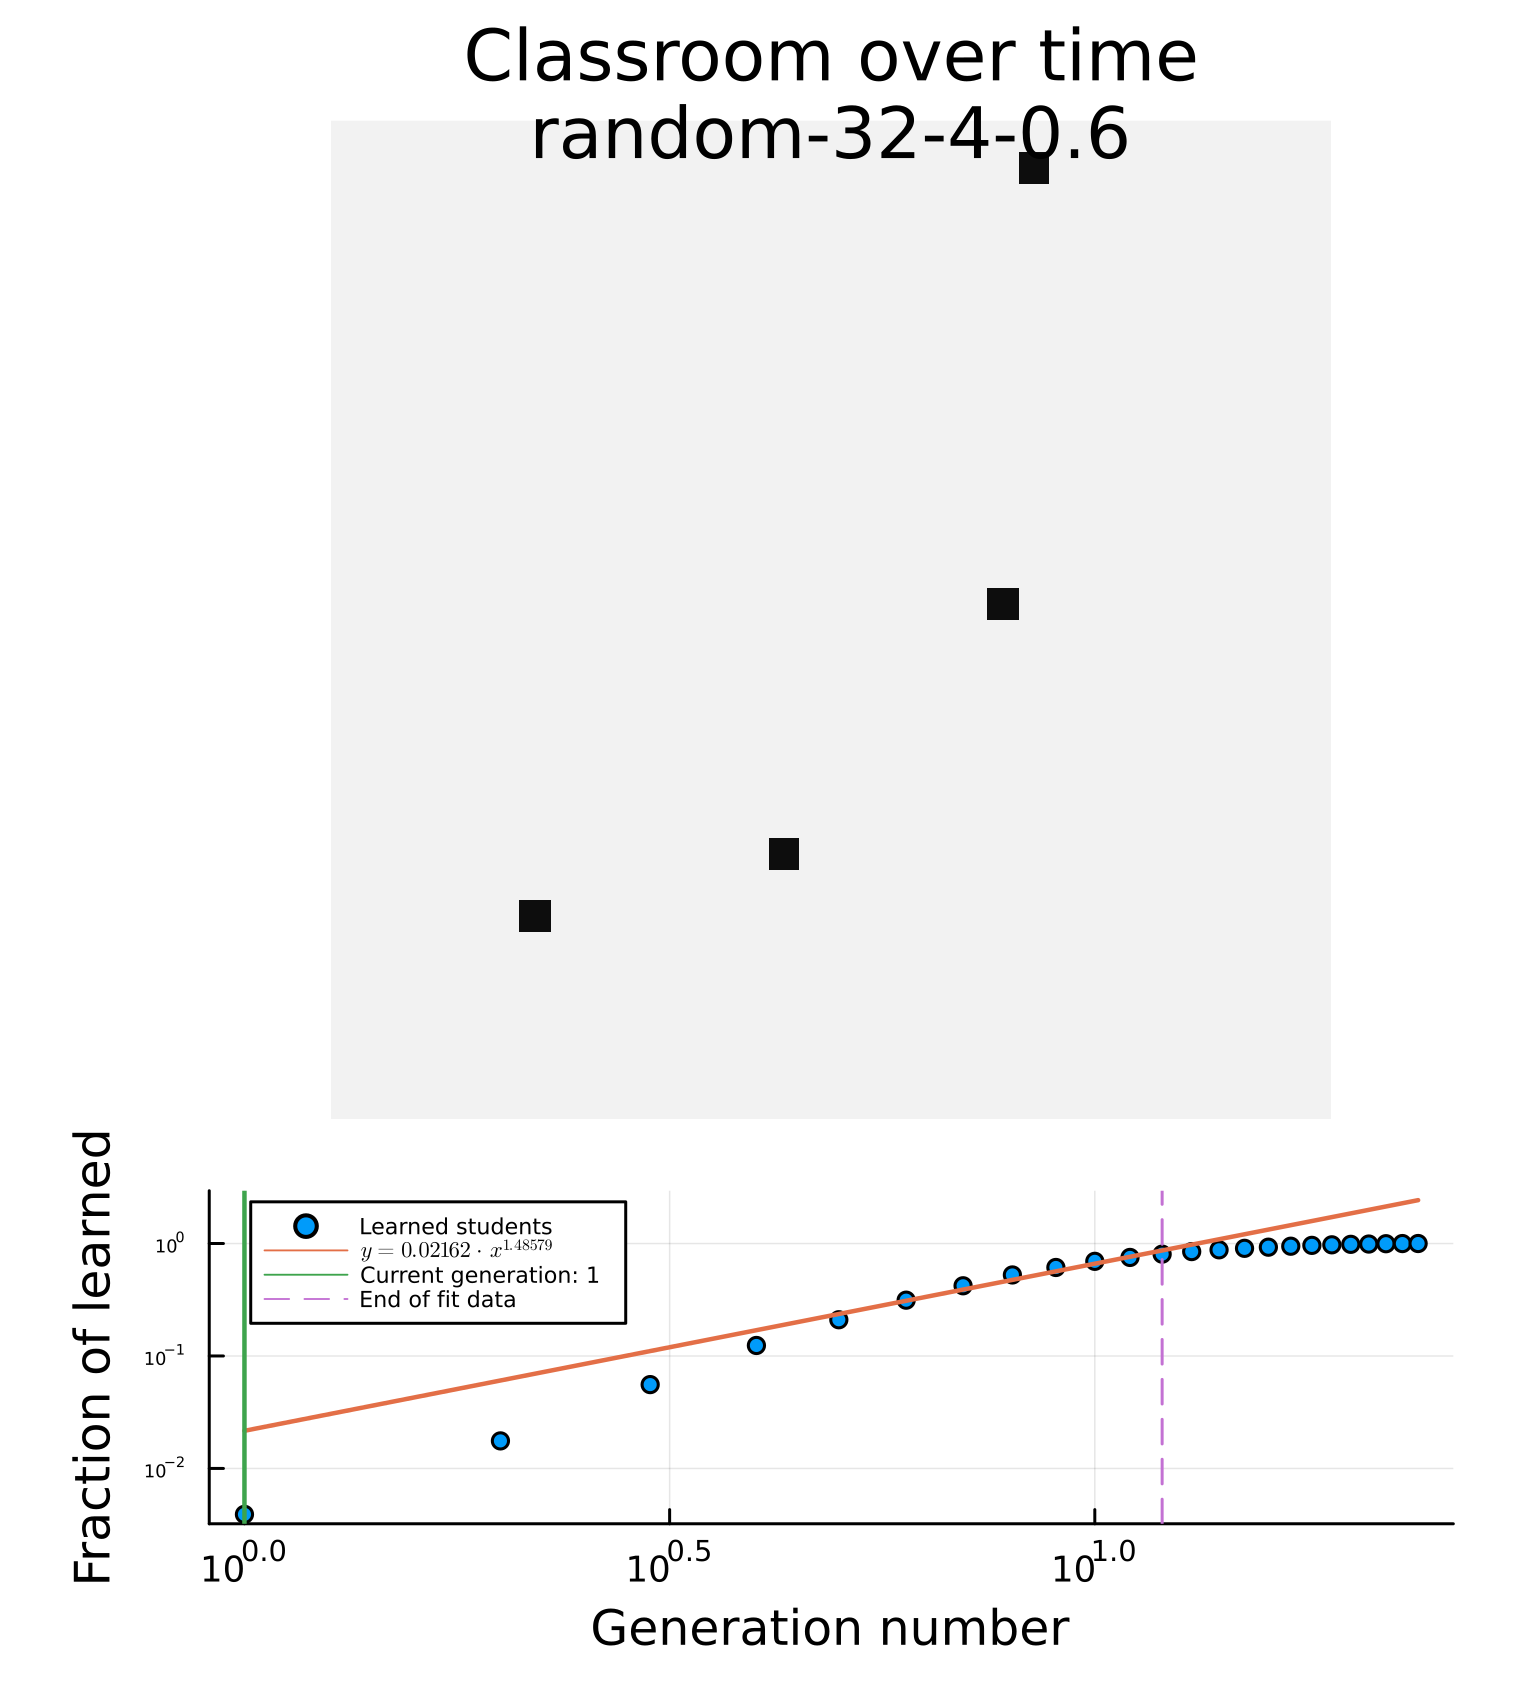 Classroom over time
random-32-4-0.6
Fraction of learned
10^0
10^−1
10^−2
Learned students
y = 0.02162 · x^1.48579
Current generation: 1
End of fit data
10^0.0
10^0.5
10^1.0
Generation number